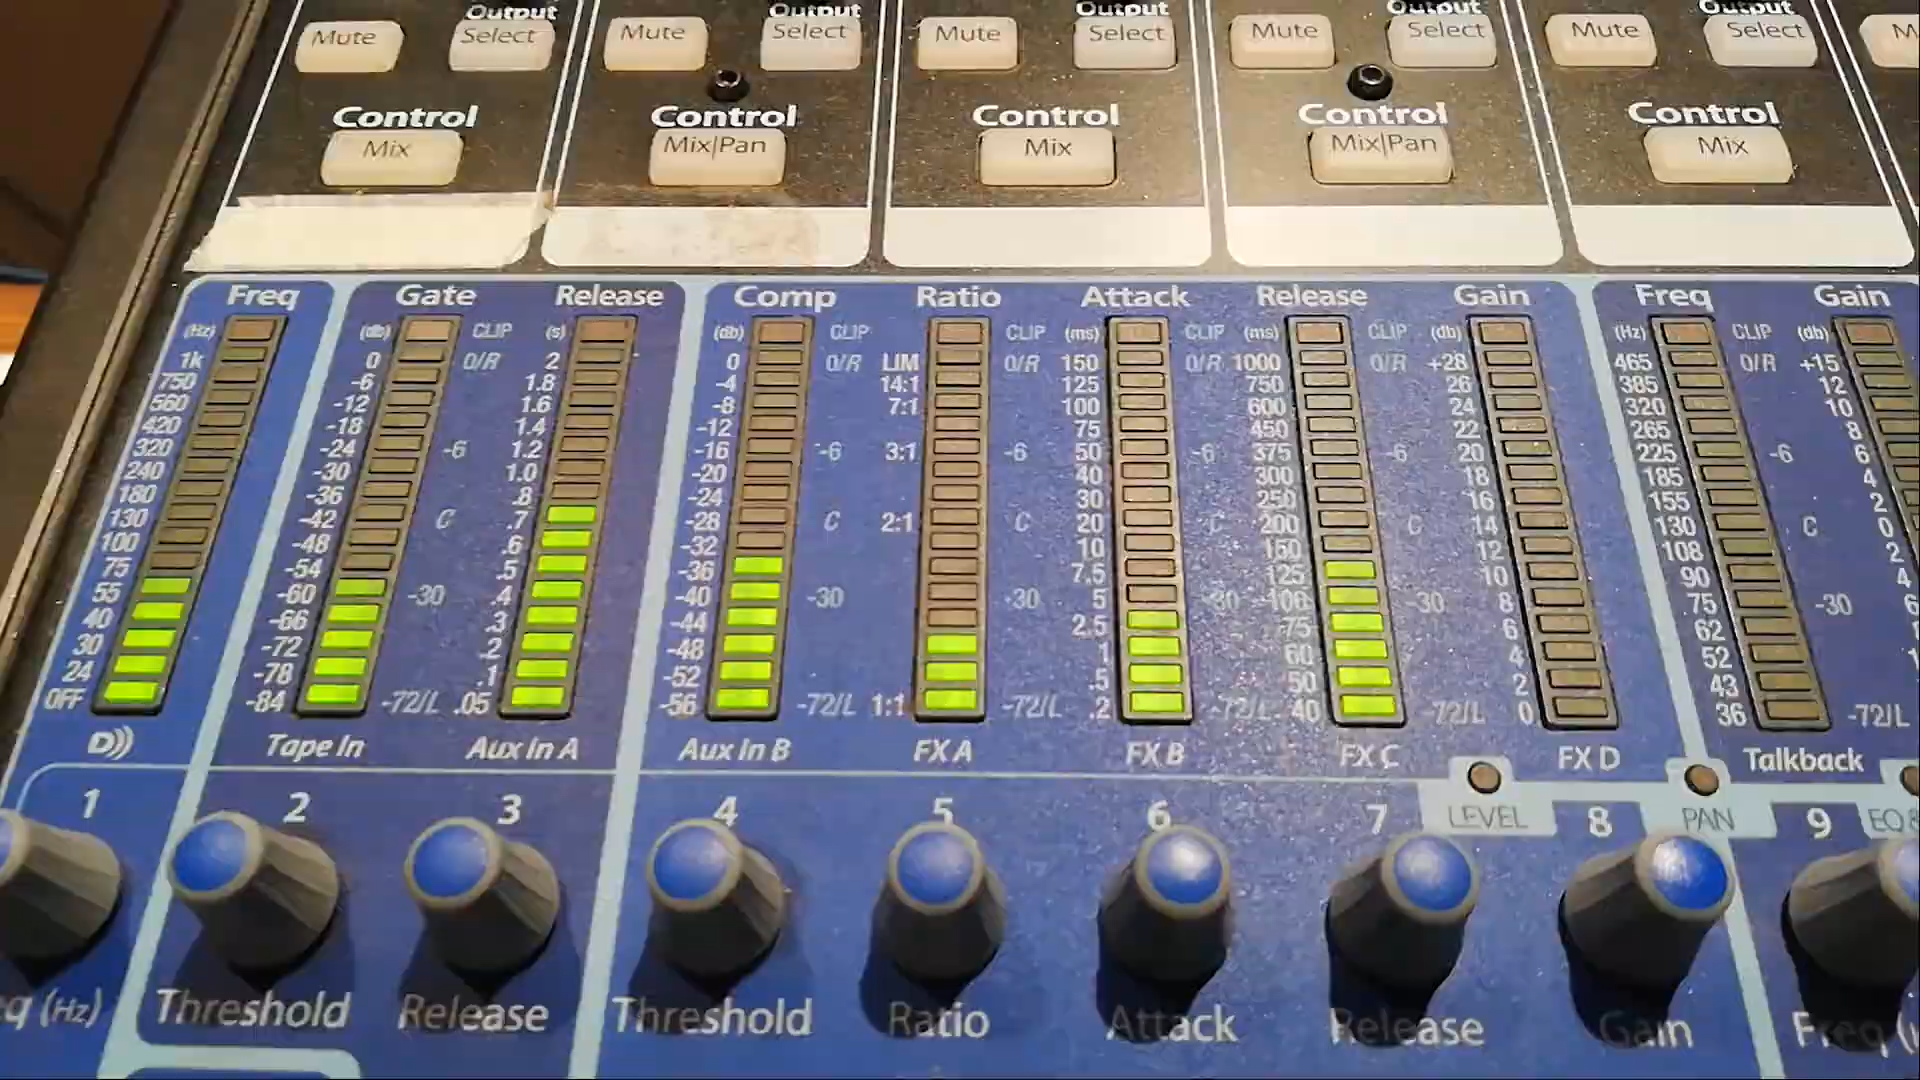 Output Output Output Output Output
Mute Select Mute Select Mute Select Mute Select Mute Select
Control Control Control Control Control
Mix Mix|Pan Mix Mix|Pan Mix
Freq Gate Release Comp Ratio Attack Release Gain Freq Gain
(Hz) (db) CLIP (s) (db) CLIP CLIP (ms) CLIP (ms) CLIP (db) (Hz) CLIP (db)
1k 0 O/R 2 0 O/R LIM O/R 150 O/R 1000 O/R +28 465 O/R +15
750 -6 1.8 -4 14:1 125 750 26 385 12
560 -12 1.6 -8 7:1 100 600 24 320 10
420 -18 1.4 -12 75 450 22 265 8
320 -24 -6 1.2 -16 -6 3:1 -6 50 -6 375 -6 20 225 -6 6
240 -30 1.0 -20 40 300 18 185 4
180 -36 .8 -24 30 250 16 155 2
130 -42 C .7 -28 C 2:1 C 20 C 200 C 14 130 C 0
100 -48 .6 -32 10 150 12 108 2
75 -54 .5 -36 7.5 125 10 90 4
55 -60 -30 .4 -40 -30 -30 5 -30 100 -30 8 75 -30 6
40 -66 .3 -44 2.5 75 6 62
30 -72 .2 -48 1 60 4 52
24 -78 .1 -52 .5 50 2 43
OFF -84 -72/L .05 -56 -72/L 1:1 -72/L .2 -72/L 40 -72/L 0 36 -72/L
D)) Tape In Aux In A Aux In B FX A FX B FX C FX D Talkback
1 2 3 4 5 6 7 LEVEL 8 PAN 9
Threshold Release Threshold Ratio Attack Release Gain Freq